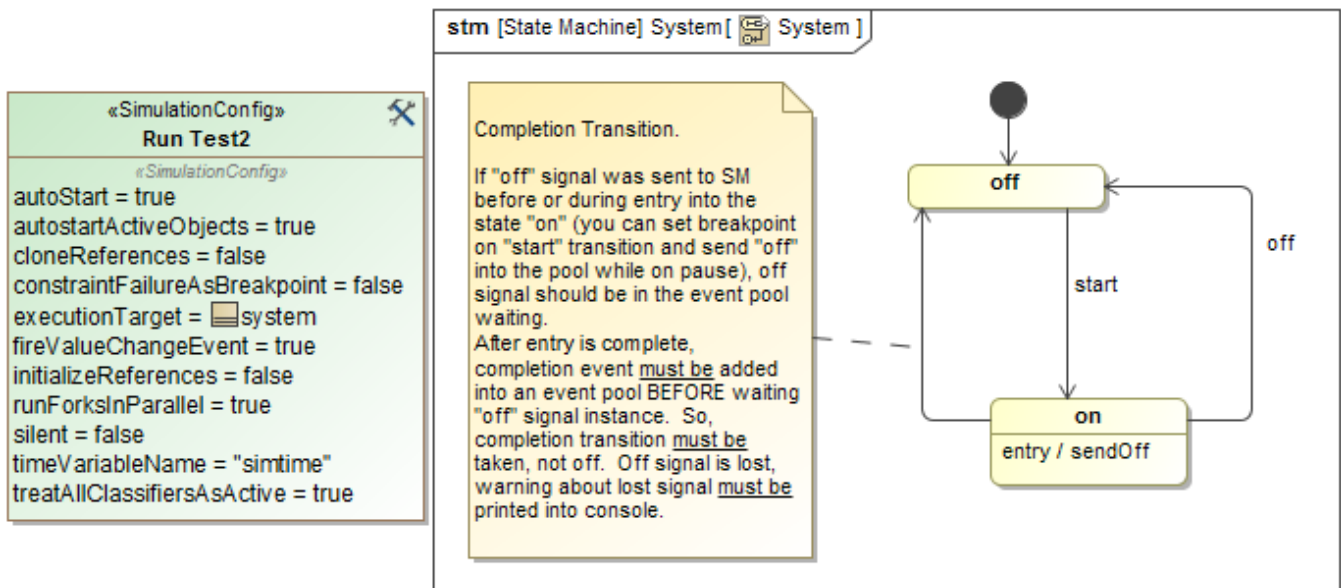 «SimulationConfig»
Run Test2
«SimulationConfig»
autoStart = true
autostartActiveObjects = true
cloneReferences = false
constraintFailureAsBreakpoint = false
executionTarget = system
fireValueChangeEvent = true
initializeReferences = false
runForksInParallel = true
silent = false
timeVariableName = "simtime"
treatAllClassifiersAsActive = true
stm [State Machine] System[ System ]
Completion Transition.
If "off" signal was sent to SM
before or during entry into the
state "on" (you can set breakpoint
on "start" transition and send "off"
into the pool while on pause), off
signal should be in the event pool
waiting.
After entry is complete,
completion event must be added
into an event pool BEFORE waiting
"off" signal instance. So,
completion transition must be
taken, not off. Off signal is lost,
warning about lost signal must be
printed into console.
off
start
off
on
entry / sendOff